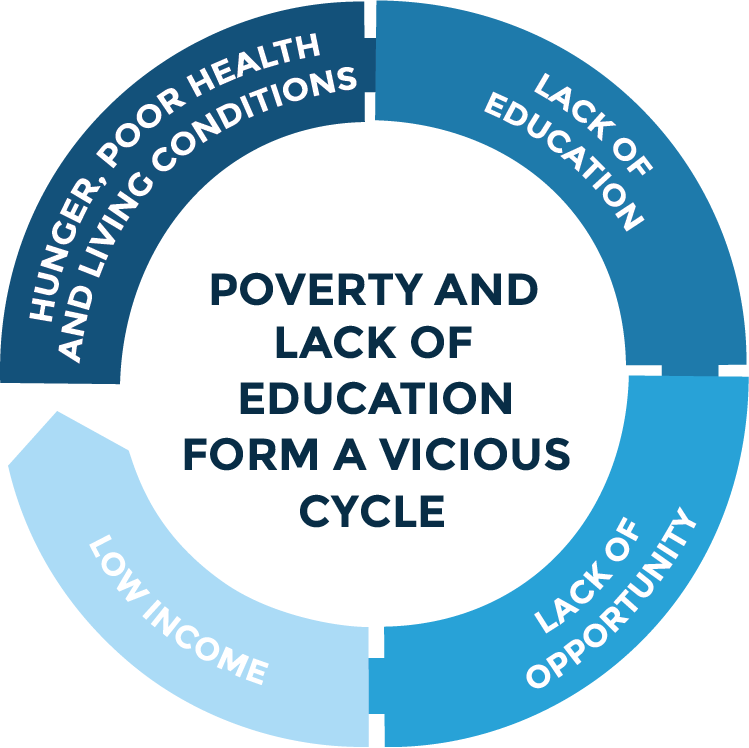 HUNGER, POOR HEALTH
AND LIVING CONDITIONS
LACK OF
EDUCATION
POVERTY AND
LACK OF
EDUCATION
FORM A VICIOUS
CYCLE
LACK OF
OPPORTUNITY
LOW INCOME